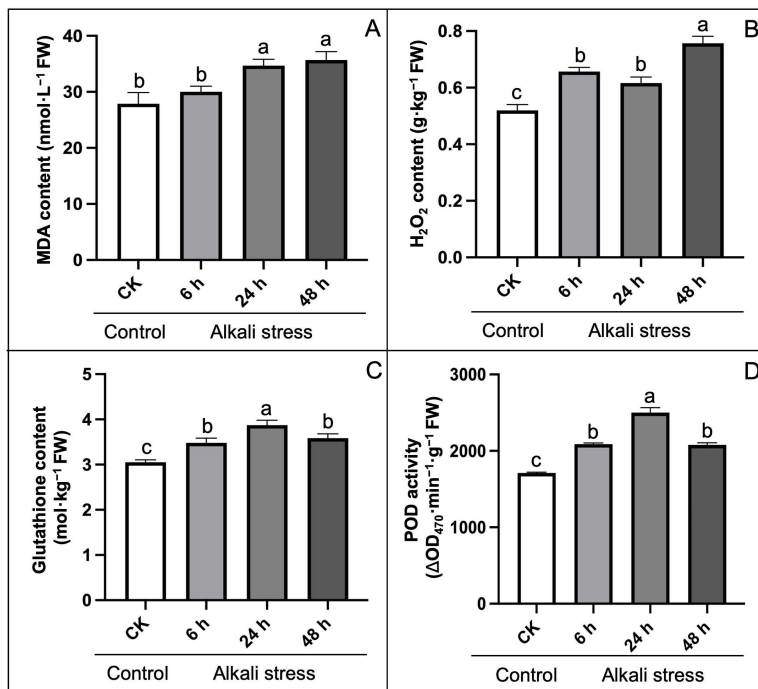 A
MDA content (nmol·L⁻¹ FW)
40
30
20
10
0
b
b
a
a
CK
6 h
24 h
48 h
Control
Alkali stress
B
H₂O₂ content (g·kg⁻¹ FW)
0.8
0.6
0.4
0.2
0.0
c
b
b
a
CK
6 h
24 h
48 h
Control
Alkali stress
C
Glutathione content
(mol·kg⁻¹ FW)
5
4
3
2
1
0
c
b
a
b
CK
6 h
24 h
48 h
Control
Alkali stress
D
POD activity
(ΔOD₄₇₀·min⁻¹·g⁻¹ FW)
3000
2000
1000
0
c
b
a
b
CK
6 h
24 h
48 h
Control
Alkali stress